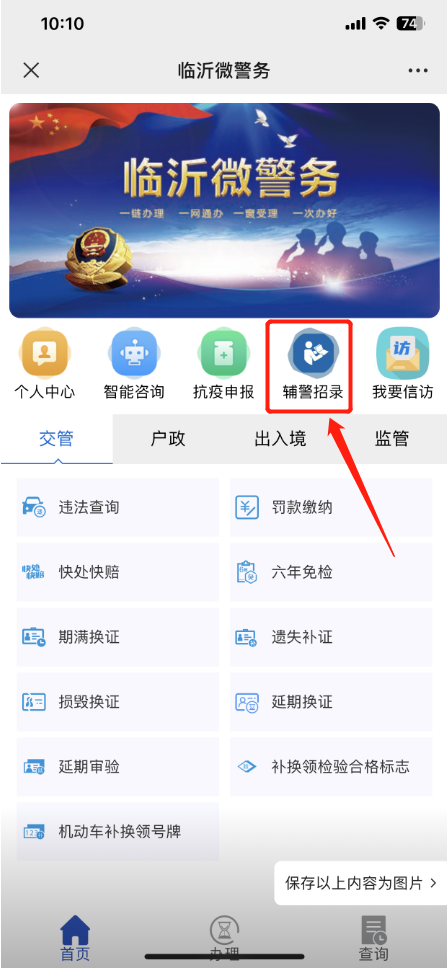 10:10
74
临沂微警务
临沂微警务
一链办理 一网通办 一窗受理 一次办好
个人中心 智能咨询 抗疫申报 辅警招录 访 我要信访
交管 户政 出入境 监管
违法查询 罚款缴纳
快处快赔 快处快赔 六年免检
期满换证 遗失补证
损毁换证 延期换证
延期审验 补换领检验合格标志
机动车补换领号牌
保存以上内容为图片
首页 办理 查询